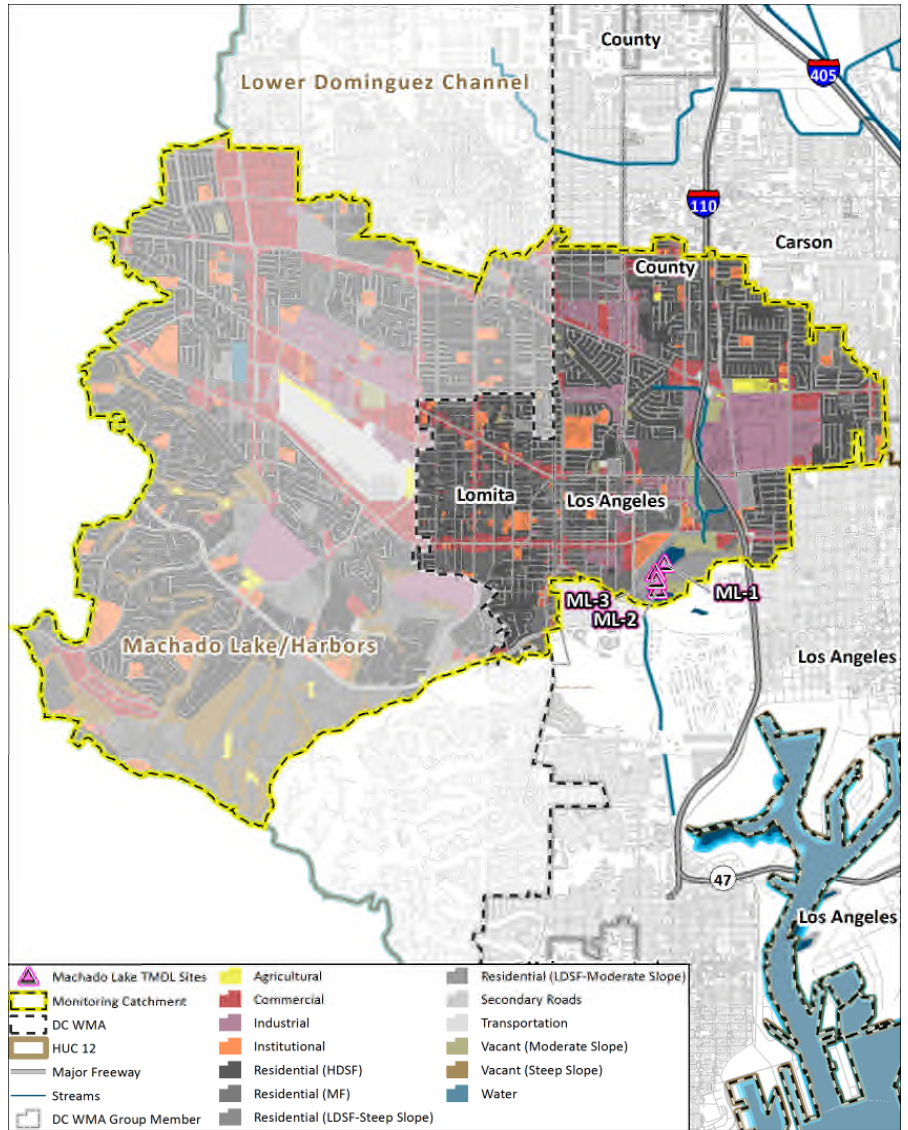 County
405
Lower Dominguez Channel
110
Carson
County
Lomita
Los Angeles
ML-3
ML-1
ML-2
Machado Lake/Harbors
Los Angeles
47
Los Angeles
Machado Lake TMDL Sites
Monitoring Catchment
DC WMA
HUC 12
Major Freeway
Streams
DC WMA Group Member
Agricultural
Commercial
Industrial
Institutional
Residential (HDSF)
Residential (MF)
Residential (LDSF-Steep Slope)
Residential (LDSF-Moderate Slope)
Secondary Roads
Transportation
Vacant (Moderate Slope)
Vacant (Steep Slope)
Water